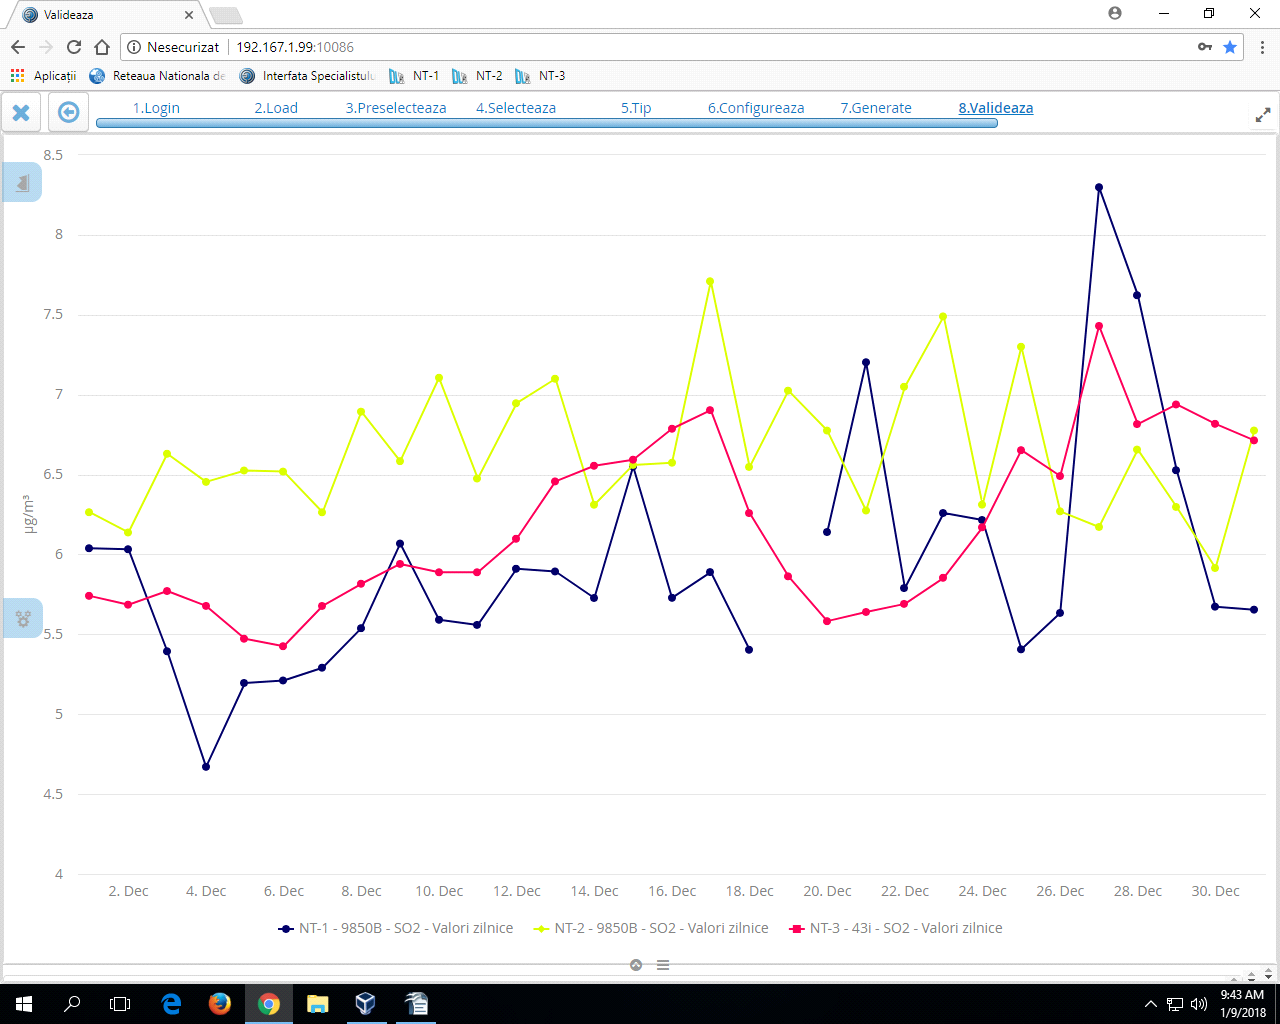 Valideaza
Nesecurizat 192.167.1.99:10086
Aplicații Reteaua Nationala de Interfata Specialistulu NT-1 NT-2 NT-3
1.Login 2.Load 3.Preselecteaza 4.Selecteaza 5.Tip 6.Configureaza 7.Generate 8.Valideaza
8.5
8
7.5
7
6.5
µg/m³
6
5.5
5
4.5
4
2. Dec 4. Dec 6. Dec 8. Dec 10. Dec 12. Dec 14. Dec 16. Dec 18. Dec 20. Dec 22. Dec 24. Dec 26. Dec 28. Dec 30. Dec
NT-1 - 9850B - SO2 - Valori zilnice NT-2 - 9850B - SO2 - Valori zilnice NT-3 - 43i - SO2 - Valori zilnice
9:43 AM
1/9/2018